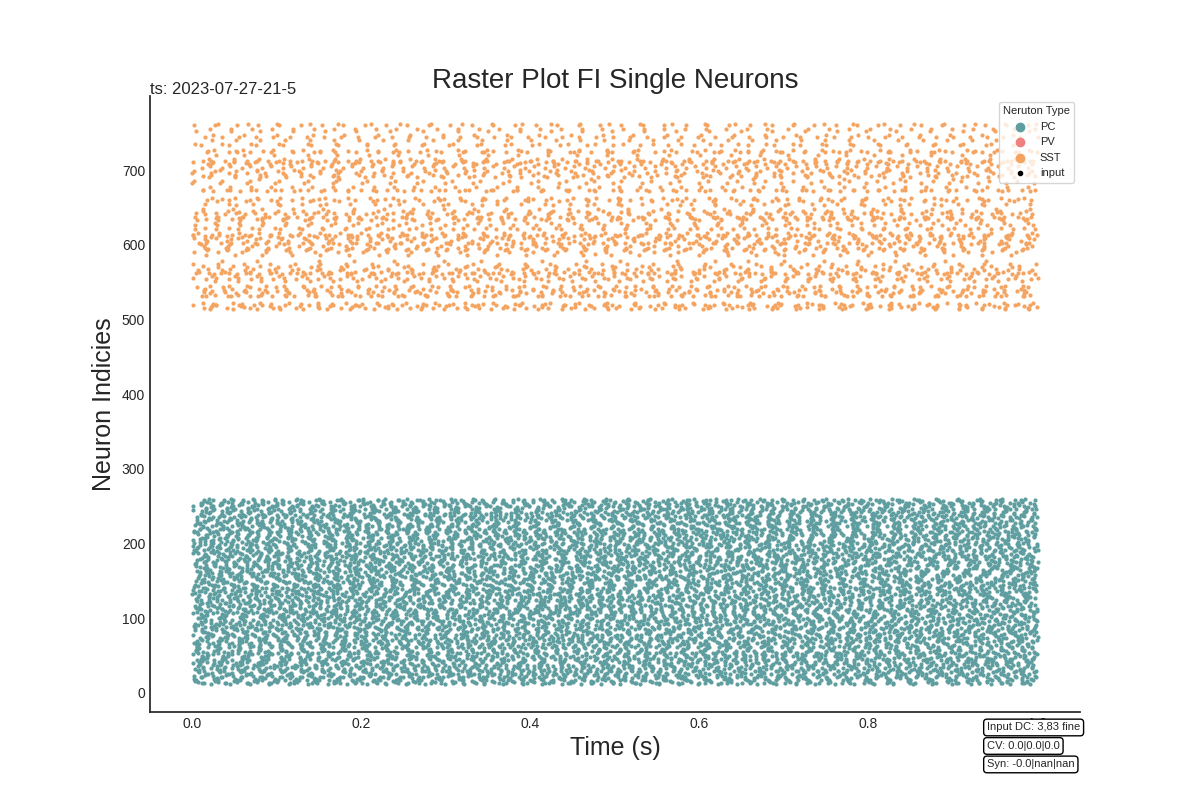 Raster Plot FI Single Neurons
ts: 2023-07-27-21-5
Neruton Type
PC
PV
SST
input
Neuron Indicies
700
600
500
400
300
200
100
0
0.0 0.2 0.4 0.6 0.8
Time (s)
Input DC: 3,83 fine
CV: 0.0|0.0|0.0
Syn: -0.0|nan|nan